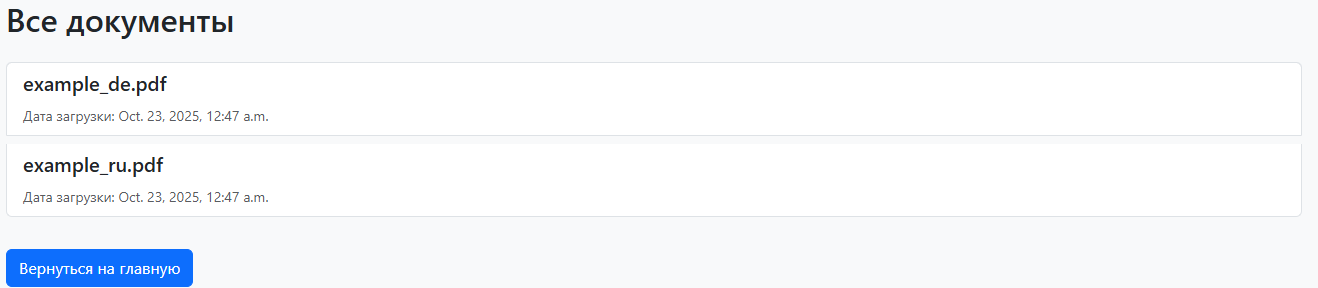 Все документы
example_de.pdf
Дата загрузки: Oct. 23, 2025, 12:47 a.m.
example_ru.pdf
Дата загрузки: Oct. 23, 2025, 12:47 a.m.
Вернуться на главную